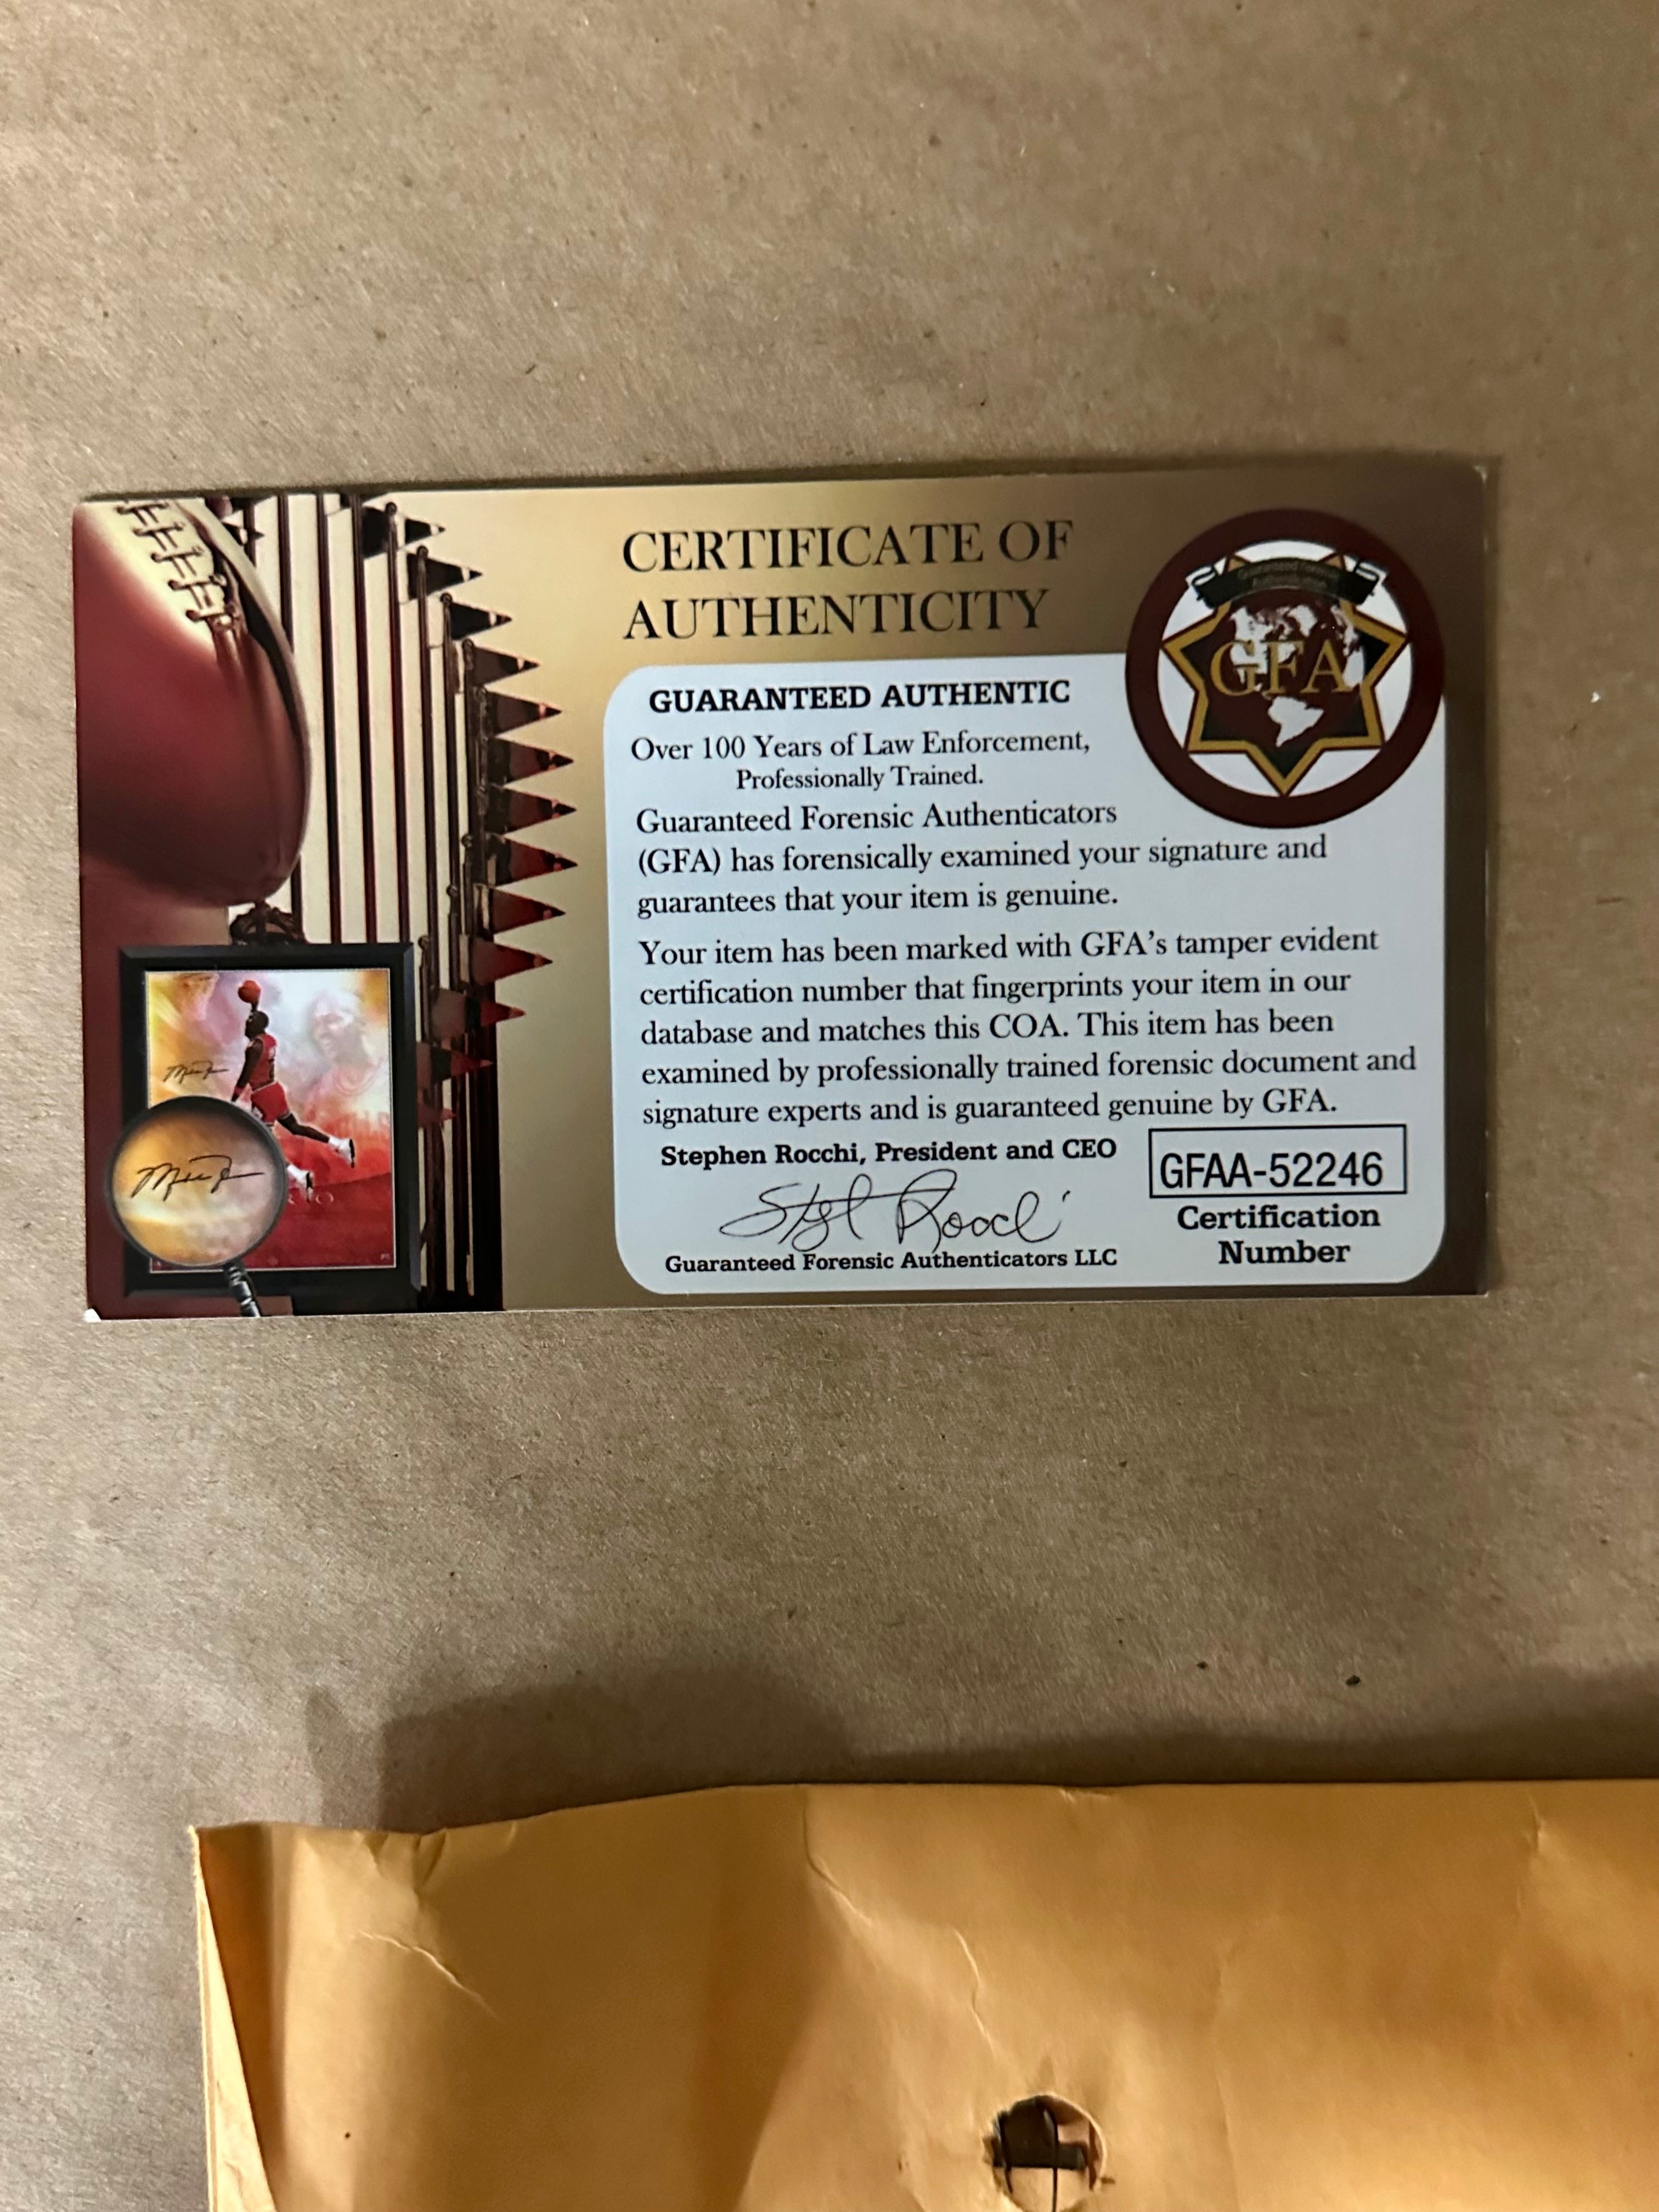 CERTIFICATE OF
AUTHENTICITY
Guaranteed Forensic
Authenticators
GFA
GUARANTEED AUTHENTIC
Over 100 Years of Law Enforcement,
Professionally Trained.
Guaranteed Forensic Authenticators
(GFA) has forensically examined your signature and
guarantees that your item is genuine.
Your item has been marked with GFA's tamper evident
certification number that fingerprints your item in our
database and matches this COA. This item has been
examined by professionally trained forensic document and
signature experts and is guaranteed genuine by GFA.
Stephen Rocchi, President and CEO
Guaranteed Forensic Authenticators LLC
GFAA-52246
Certification
Number